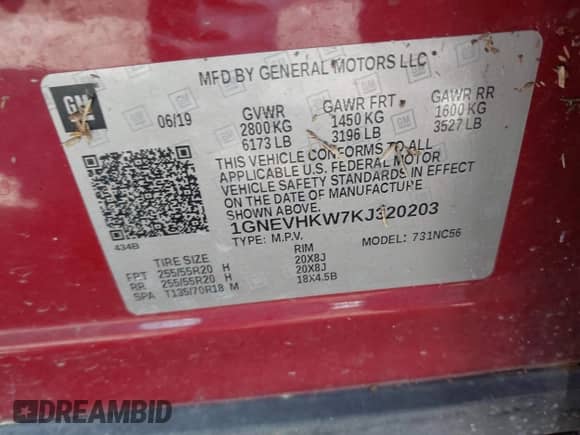 MFD BY GENERAL MOTORS LLC
GM
06/19
GVWR
2800 KG
6173 LB
GAWR FRT
1450 KG
3196 LB
GAWR RR
1600 KG
3527 LB
THIS VEHICLE CONFORMS TO ALL
APPLICABLE U.S. FEDERAL MOTOR
VEHICLE SAFETY STANDARDS IN EFFECT
ON THE DATE OF MANUFACTURE
SHOWN ABOVE.
1GNEVHKW7KJ320203
TYPE: M.P.V. MODEL: 731NC56
434B
TIRE SIZE RIM
FPT 255/55R20 H 20X8J
RR 255/55R20 H 20X8J
SPA T135/70R18 M 18X4.5B
DREAMBID